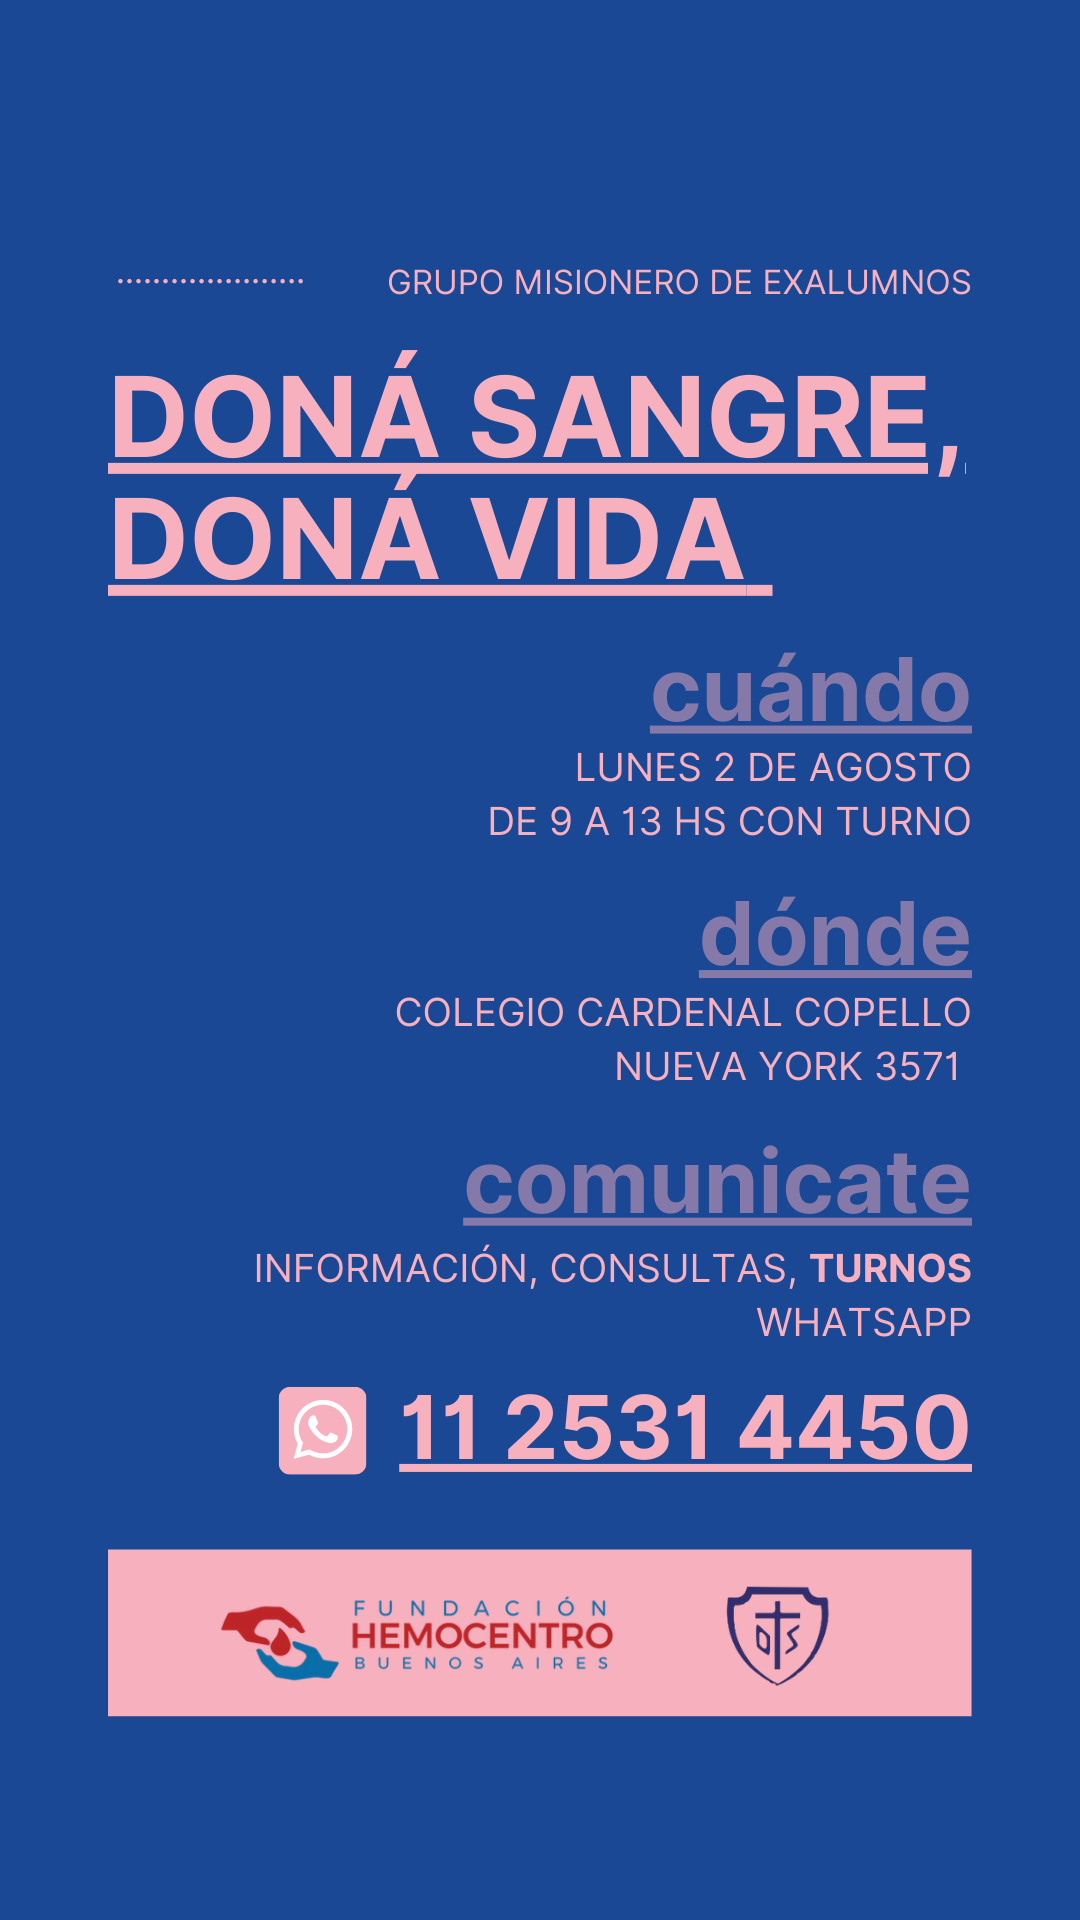 GRUPO MISIONERO DE EXALUMNOS
DONÁ SANGRE,
DONÁ VIDA
cuándo
LUNES 2 DE AGOSTO
DE 9 A 13 HS CON TURNO
dónde
COLEGIO CARDENAL COPELLO
NUEVA YORK 3571
comunicate
INFORMACIÓN, CONSULTAS, TURNOS
WHATSAPP
11 2531 4450
FUNDACIÓN
HEMOCENTRO
BUENOS AIRES
D S